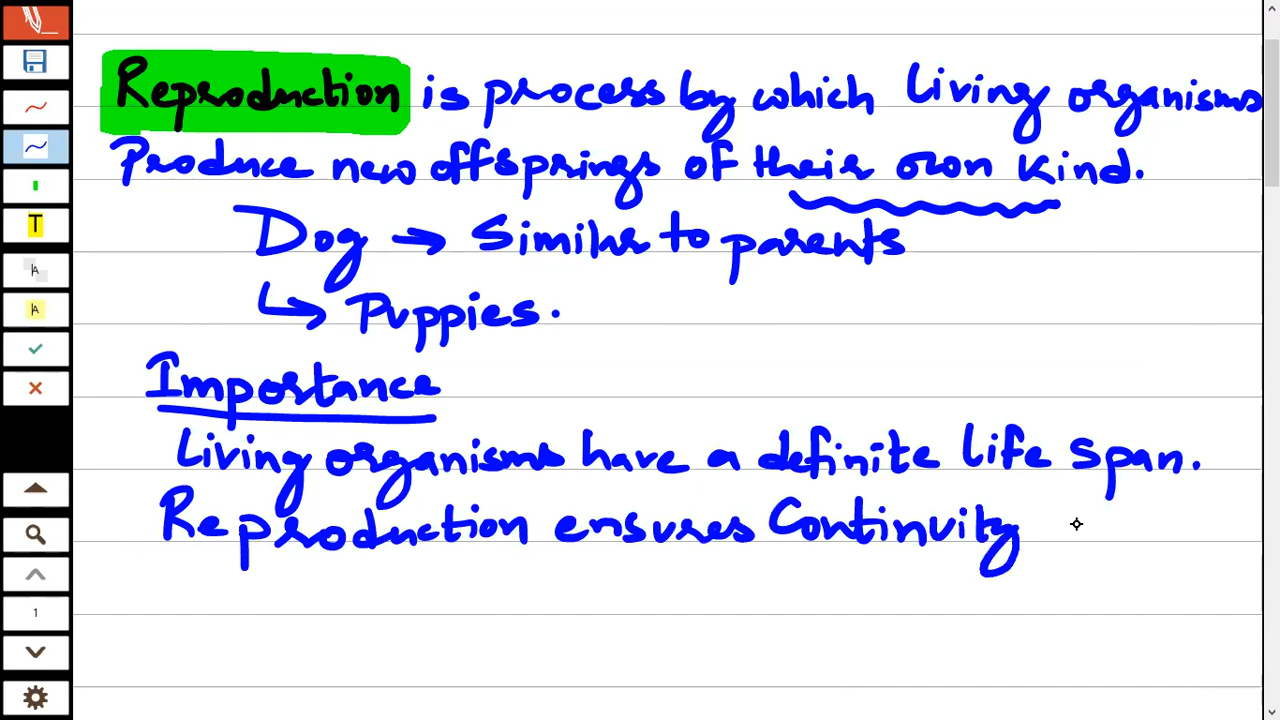 Reproduction is process by which living organisms
Produce new offsprings of their own kind.
Dog → Similar to parents
↳ Puppies.
Importance
Living organisms have a definite life span.
Reproduction ensures Continuity
T
A
A
1